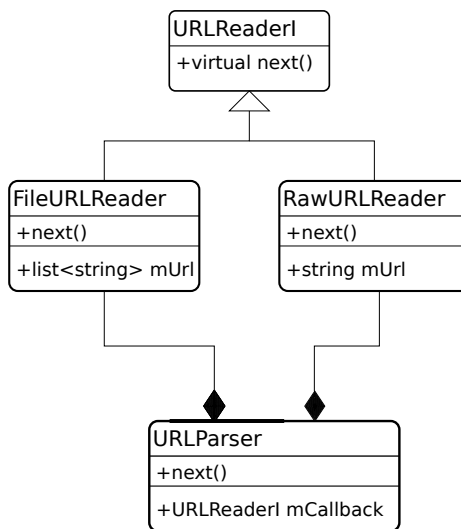 URLReaderI
+virtual next()
FileURLReader
+next()
+list<string> mUrl
RawURLReader
+next()
+string mUrl
URLParser
+next()
+URLReaderI mCallback